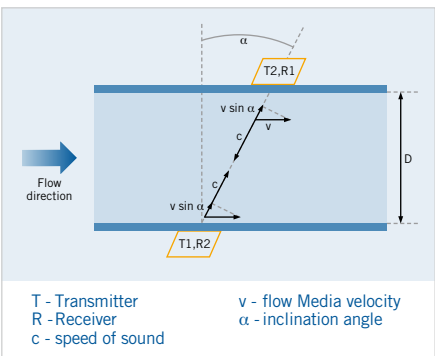 α
T2,R1
v sin α
v
c
D
c
Flow
direction
v sin α
T1,R2
T - Transmitter
R -Receiver
c - speed of sound
v - flow Media velocity
α -inclination angle